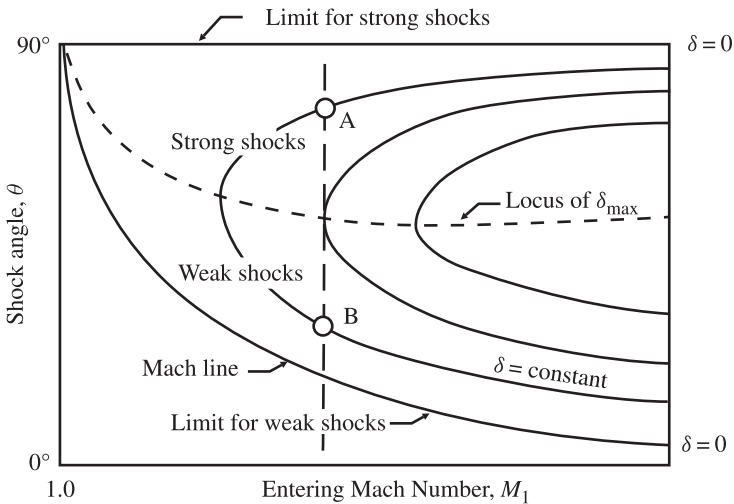 Limit for strong shocks
90°
δ = 0
A
Strong shocks
Locus of δmax
Shock angle, θ
Weak shocks
B
Mach line
δ = constant
Limit for weak shocks
δ = 0
0°
1.0
Entering Mach Number, M1